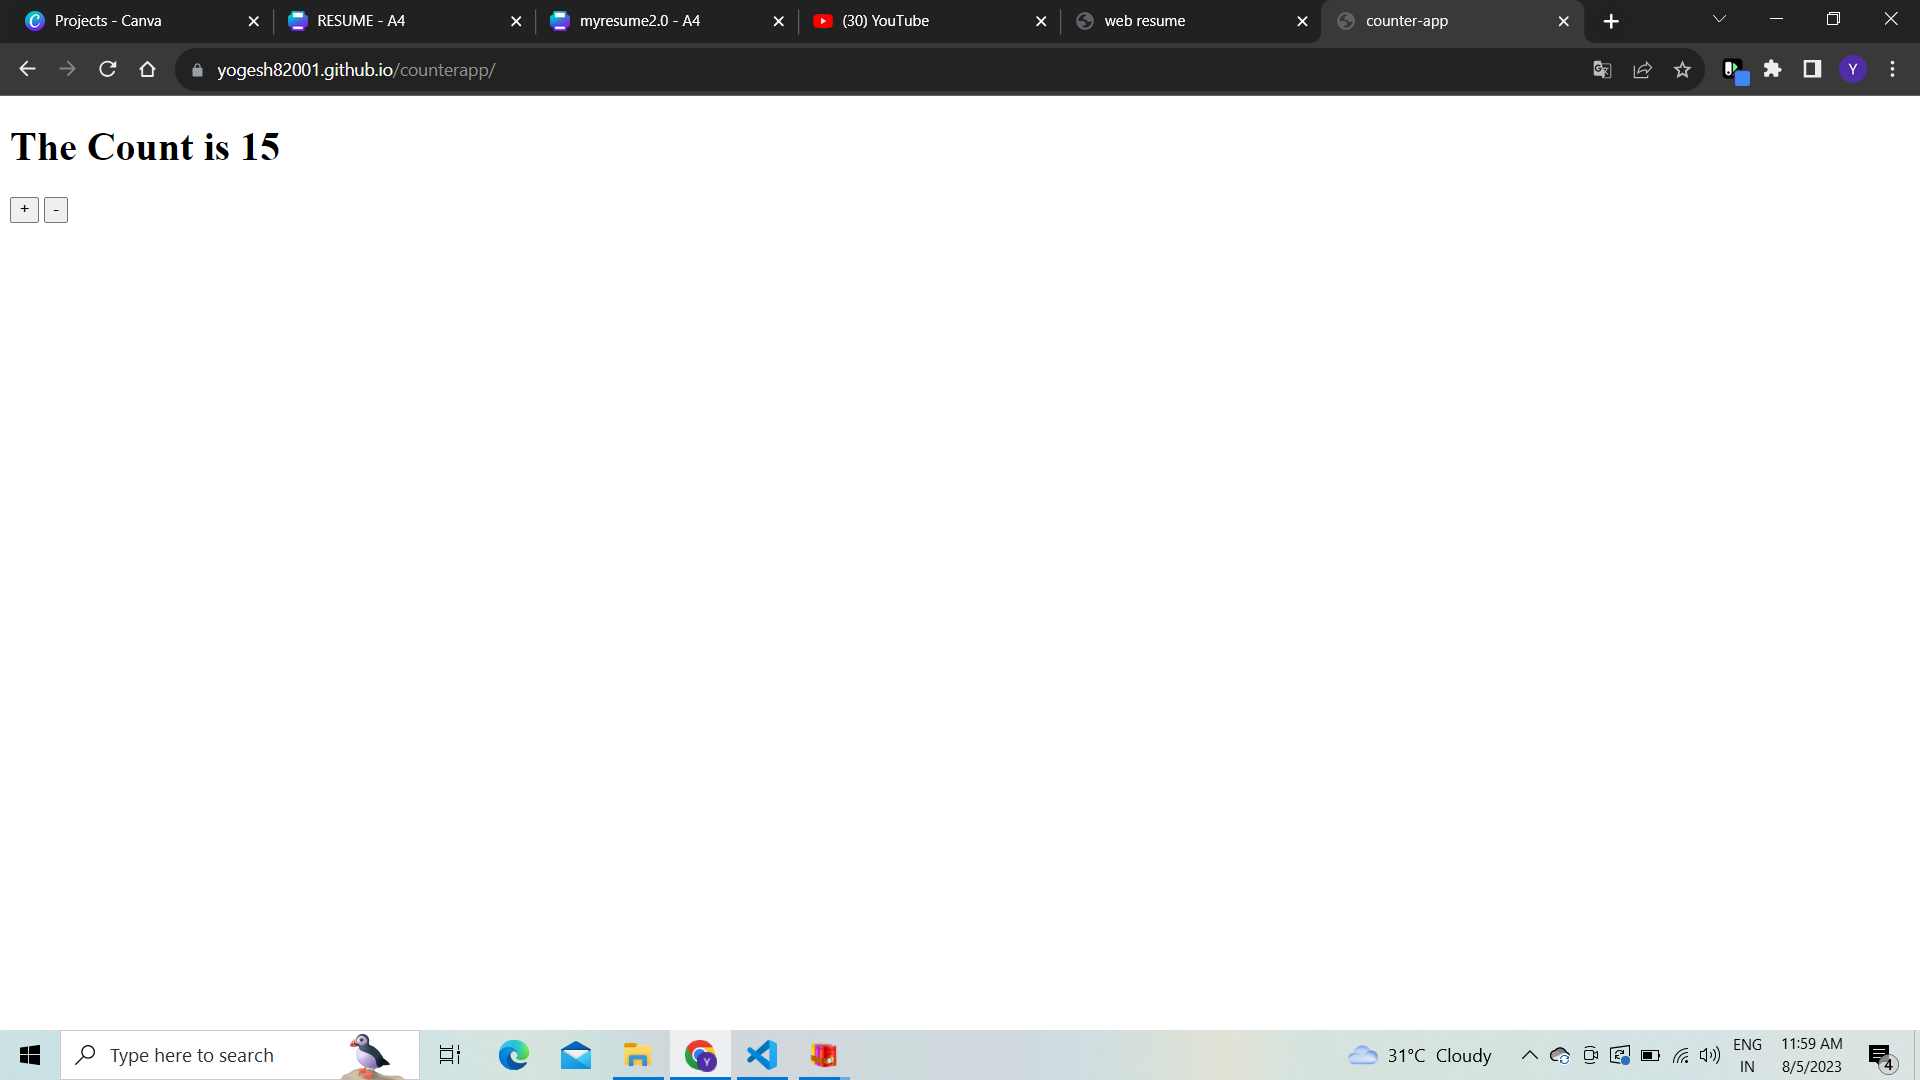 Projects - Canva
RESUME - A4
myresume2.0 - A4
(30) YouTube
web resume
counter-app
yogesh82001.github.io/counterapp/
Y
The Count is 15
+ -
Type here to search
Y
31°C Cloudy
ENG
IN
11:59 AM
8/5/2023
4